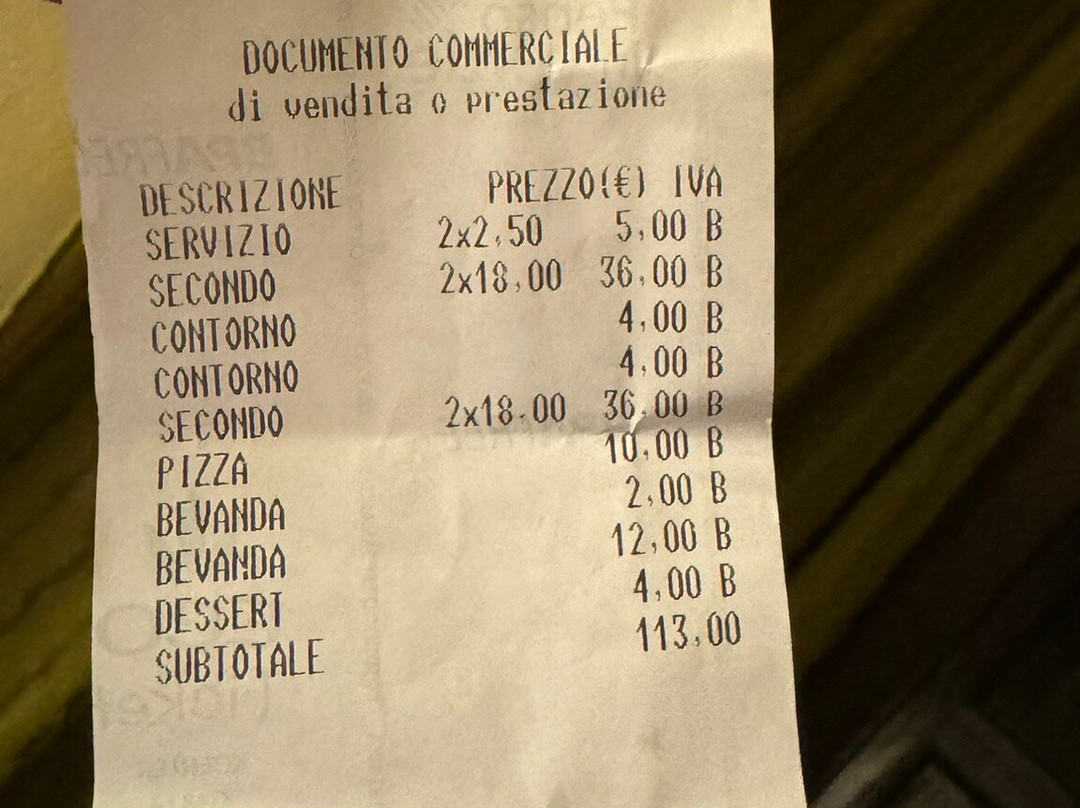 DOCUMENTO COMMERCIALE
di vendita o prestazione
DESCRIZIONE PREZZO(€) IVA
SERVIZIO 2x2,50 5,00 B
SECONDO 2x18,00 36,00 B
CONTORNO 4,00 B
CONTORNO 4,00 B
SECONDO 2x18,00 36,00 B
PIZZA 10,00 B
BEVANDA 2,00 B
BEVANDA 12,00 B
DESSERT 4,00 B
SUBTOTALE 113,00